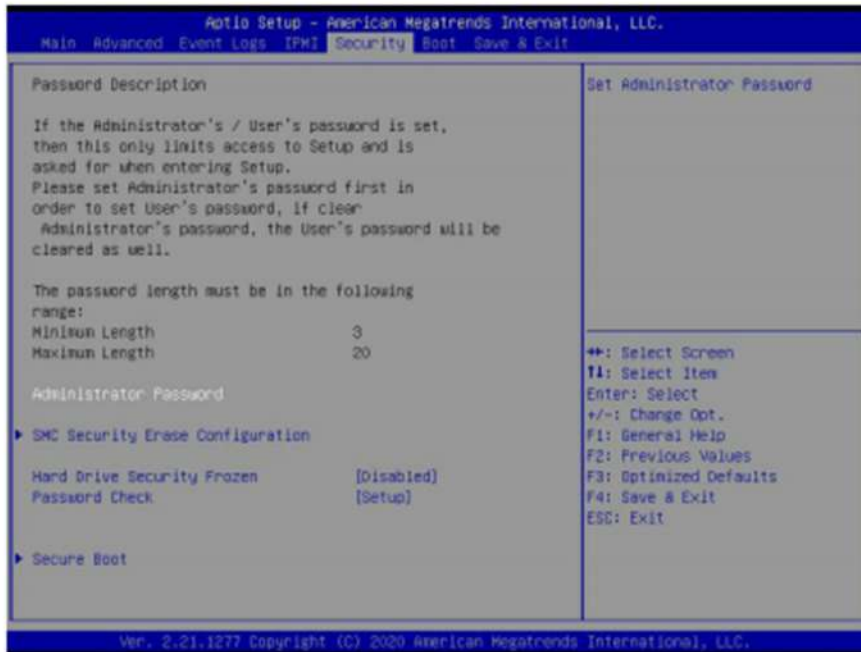 Aptio Setup - American Megatrends International, LLC.
Main Advanced Event Logs IPMI Security Boot Save & Exit
Password Description
If the Administrator's / User's password is set,
then this only limits access to Setup and is
asked for when entering Setup.
Please set Administrator's password first in
order to set User's password, if clear
Administrator's password, the User's password will be
cleared as well.
The password length must be in the following
range:
Minimum Length 3
Maximum Length 20
Administrator Password
SMC Security Erase Configuration
Hard Drive Security Frozen [Disabled]
Password Check [Setup]
Secure Boot
Set Administrator Password
→←: Select Screen
↑↓: Select Item
Enter: Select
+/-: Change Opt.
F1: General Help
F2: Previous Values
F3: Optimized Defaults
F4: Save & Exit
ESC: Exit
Ver. 2.21.1277 Copyright (C) 2020 American Megatrends International, LLC.